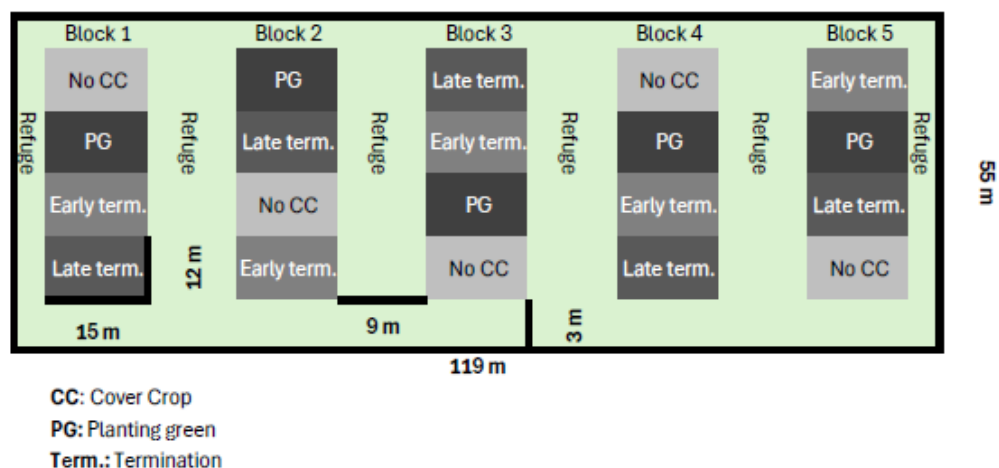 Block 1 Block 2 Block 3 Block 4 Block 5
No CC PG Late term. No CC Early term.
Refuge Refuge Refuge Refuge Refuge Refuge
PG Late term. Early term. PG PG
55 m
Early term. No CC PG Early term. Late term.
Late term. Early term. No CC Late term. No CC
12 m
15 m 9 m 3 m
119 m
CC: Cover Crop
PG: Planting green
Term.: Termination